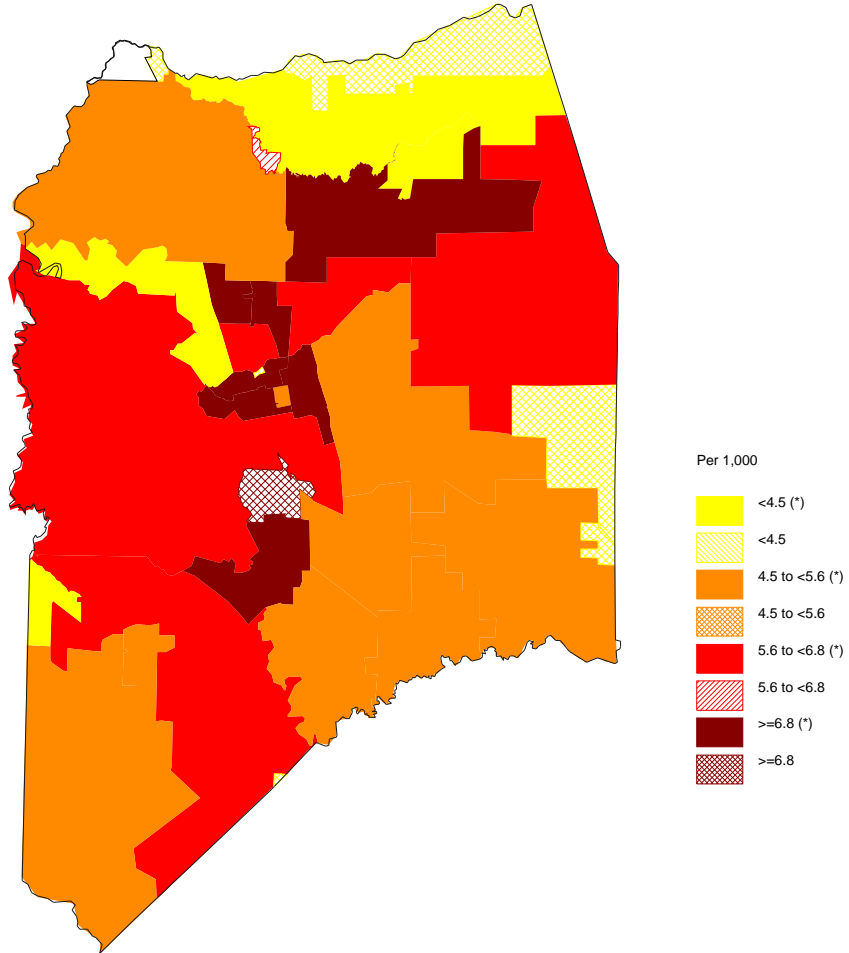 Per 1,000
<4.5 (*)
<4.5
4.5 to <5.6 (*)
4.5 to <5.6
5.6 to <6.8 (*)
5.6 to <6.8
>=6.8 (*)
>=6.8